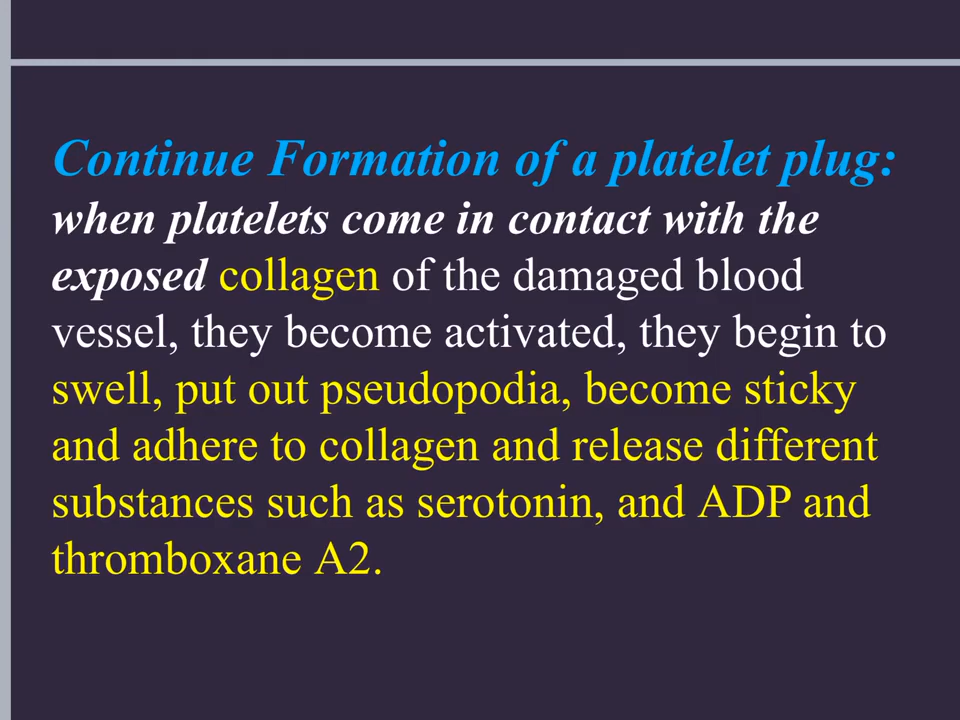 Continue Formation of a platelet plug:
when platelets come in contact with the
exposed collagen of the damaged blood
vessel, they become activated, they begin to
swell, put out pseudopodia, become sticky
and adhere to collagen and release different
substances such as serotonin, and ADP and
thromboxane A2.